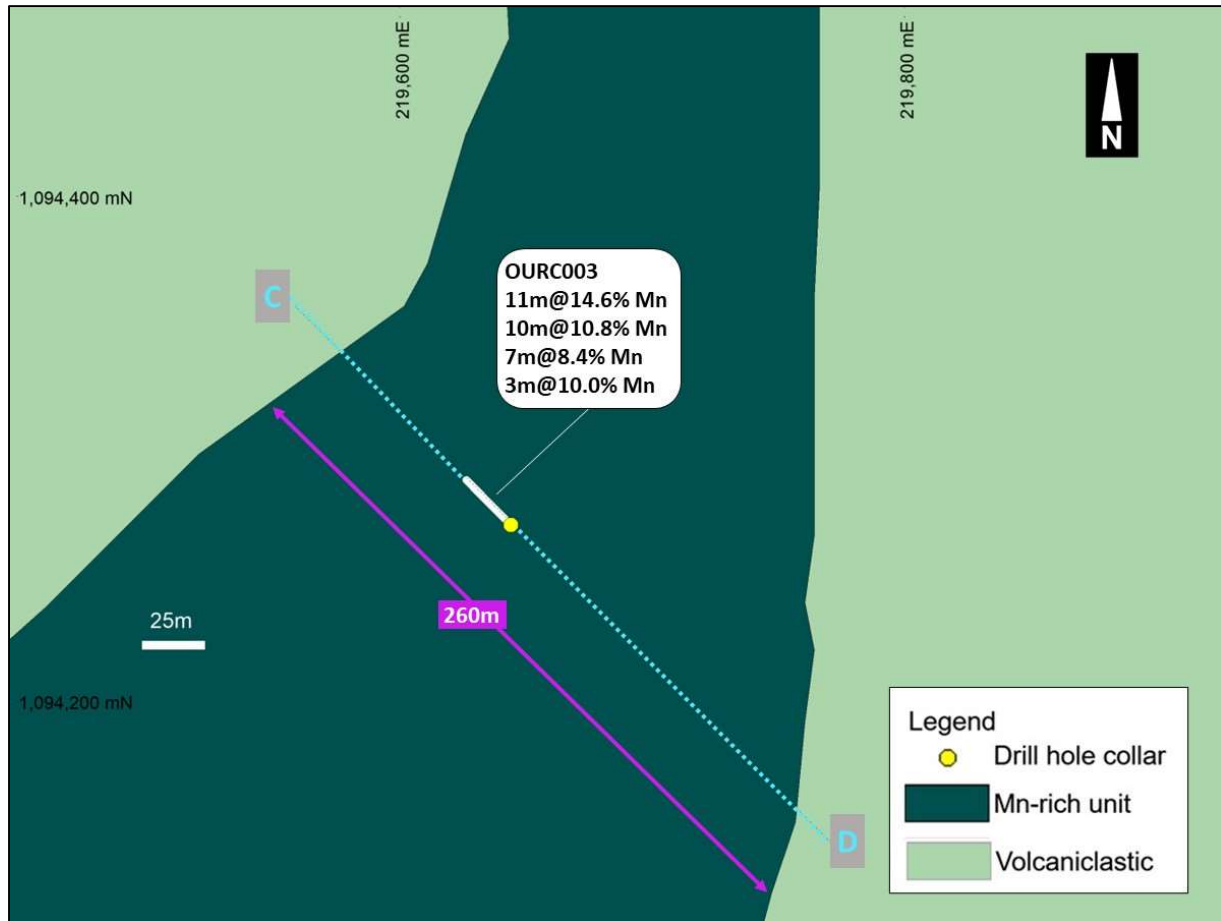 219,600 mE
219,800 mE
N
1,094,400 mN
C
OURC003
11m@14.6% Mn
10m@10.8% Mn
7m@8.4% Mn
3m@10.0% Mn
260m
25m
1,094,200 mN
Legend
Drill hole collar
Mn-rich unit
Volcaniclastic
D